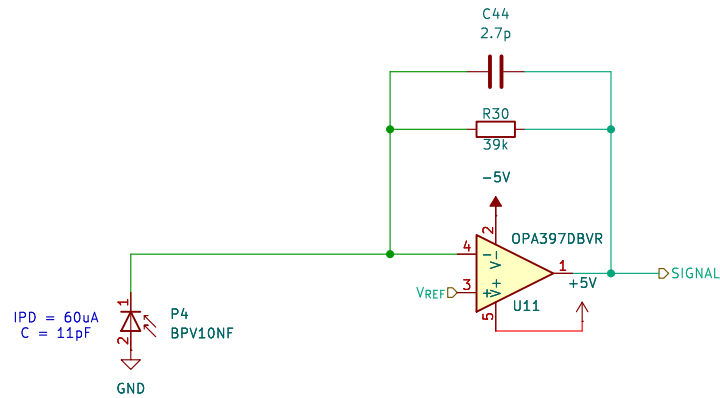 C44
2.7p
R30
39k
-5V
2
OPA397DBVR
4
-
V-
1
SIGNAL
VREF
3
+
V+
+5V
U11
5
1
IPD = 60uA
P4
C = 11pF
BPV10NF
2
GND